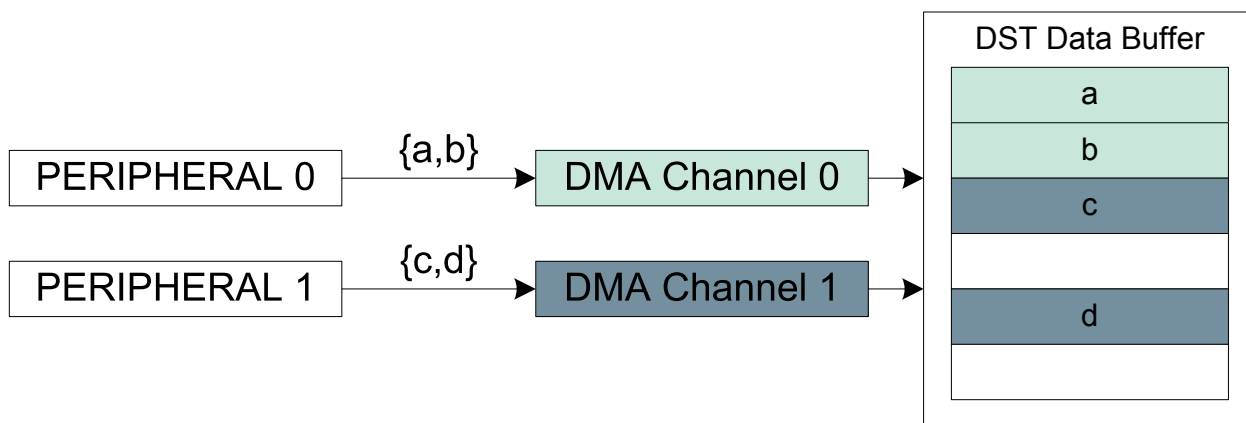 DST Data Buffer
a
b
c
d
{a,b}
PERIPHERAL 0
DMA Channel 0
{c,d}
PERIPHERAL 1
DMA Channel 1